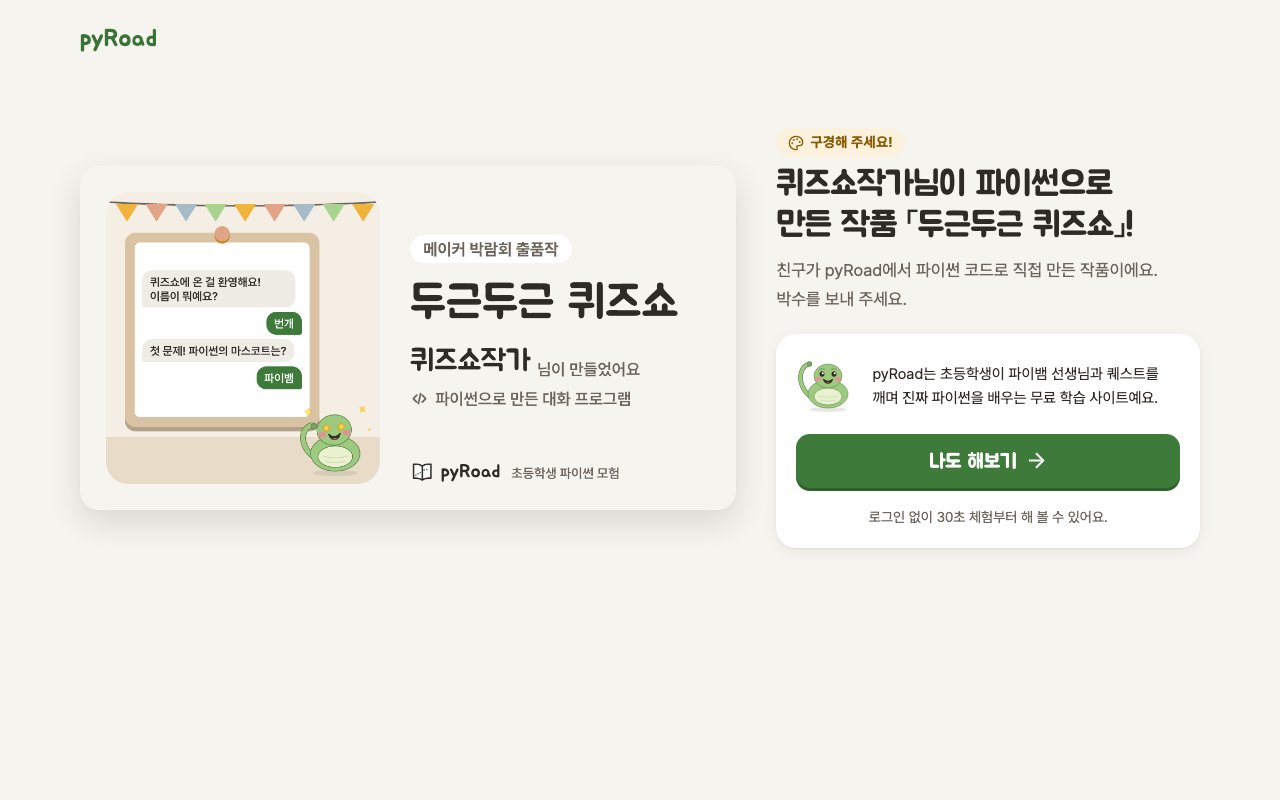 pyRoad
퀴즈쇼에 온 걸 환영해요!
이름이 뭐예요?
번개
첫 문제! 파이썬의 마스코트는?
파이뱀
메이커 박람회 출품작
두근두근 퀴즈쇼
퀴즈쇼작가 님이 만들었어요
파이썬으로 만든 대화 프로그램
pyRoad 초등학생 파이썬 모험
구경해 주세요!
퀴즈쇼작가님이 파이썬으로
만든 작품 「두근두근 퀴즈쇼」!
친구가 pyRoad에서 파이썬 코드로 직접 만든 작품이에요.
박수를 보내 주세요.
pyRoad는 초등학생이 파이뱀 선생님과 퀘스트를
깨며 진짜 파이썬을 배우는 무료 학습 사이트예요.
나도 해보기
로그인 없이 30초 체험부터 해 볼 수 있어요.